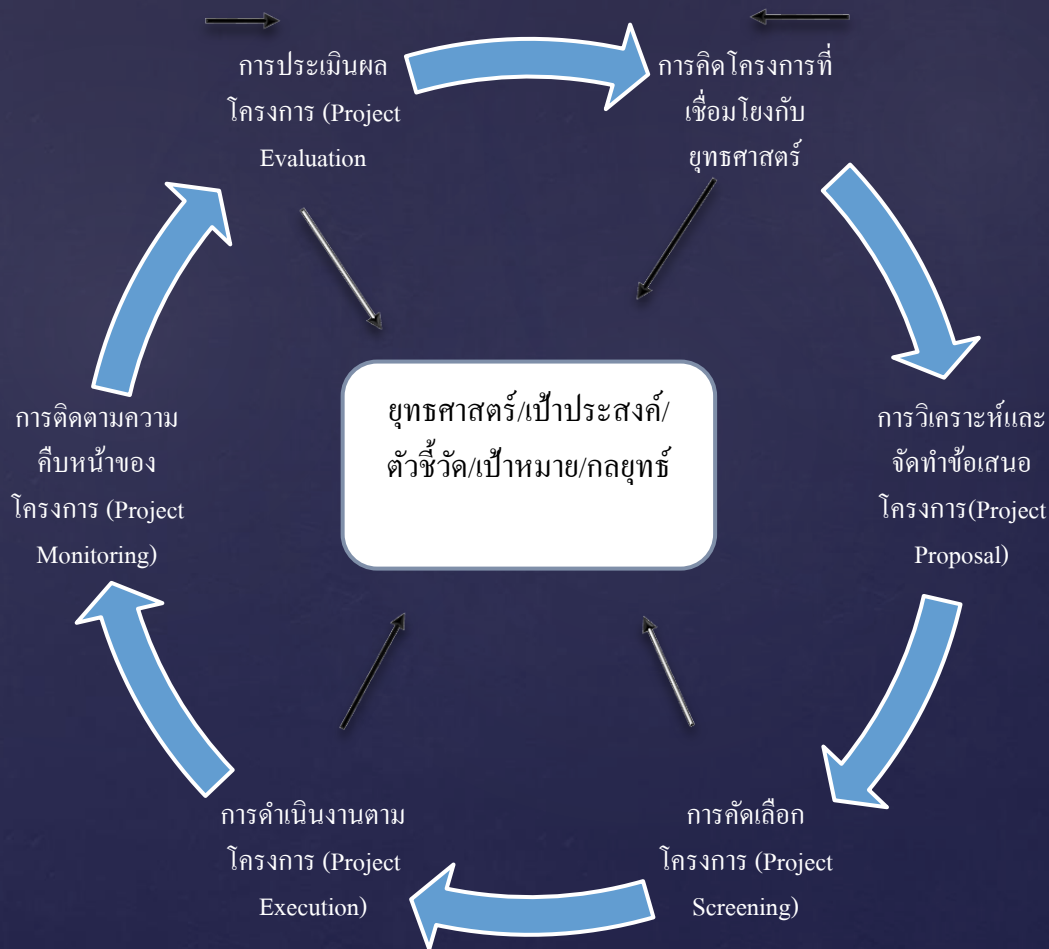 การประเมินผล
โครงการ (Project
Evaluation
การคิดโครงการที่
เชื่อมโยงกับ
ยุทธศาสตร์
การวิเคราะห์และ
จัดทำข้อเสนอ
โครงการ(Project
Proposal)
การคัดเลือก
โครงการ (Project
Screening)
การดำเนินงานตาม
โครงการ (Project
Execution)
การติดตามความ
คืบหน้าของ
โครงการ (Project
Monitoring)
ยุทธศาสตร์/เป้าประสงค์/
ตัวชี้วัด/เป้าหมาย/กลยุทธ์